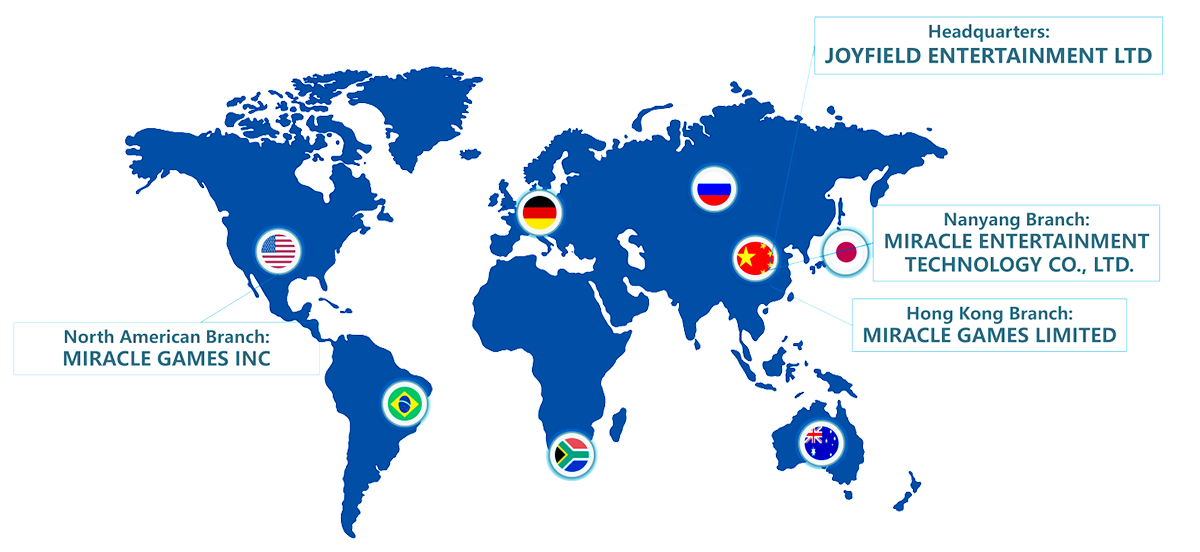 Headquarters:
JOYFIELD ENTERTAINMENT LTD
Nanyang Branch:
MIRACLE ENTERTAINMENT
TECHNOLOGY CO., LTD.
Hong Kong Branch:
MIRACLE GAMES LIMITED
North American Branch:
MIRACLE GAMES INC